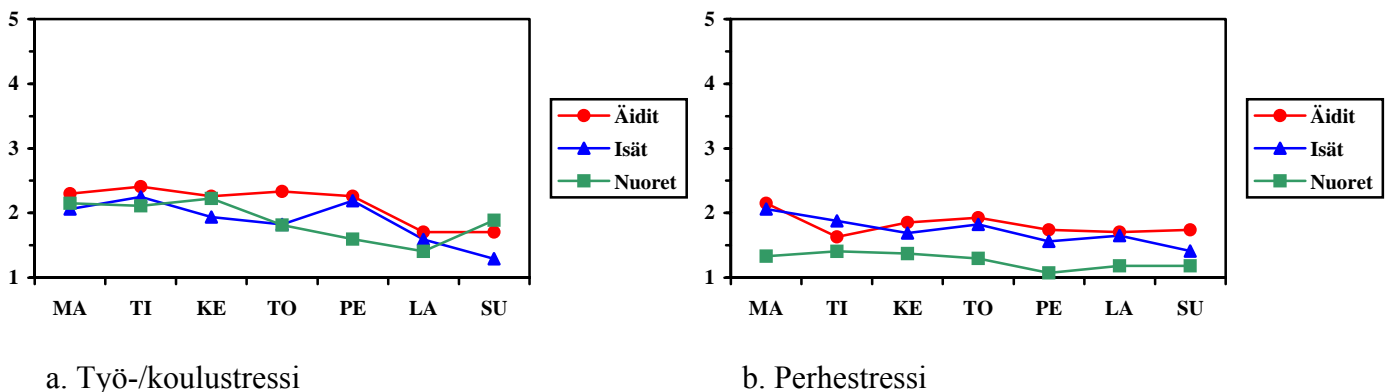 5
4
3
2
1
MA TI KE TO PE LA SU
Äidit
Isät
Nuoret
a. Työ-/koulustressi
5
4
3
2
1
MA TI KE TO PE LA SU
Äidit
Isät
Nuoret
b. Perhestressi